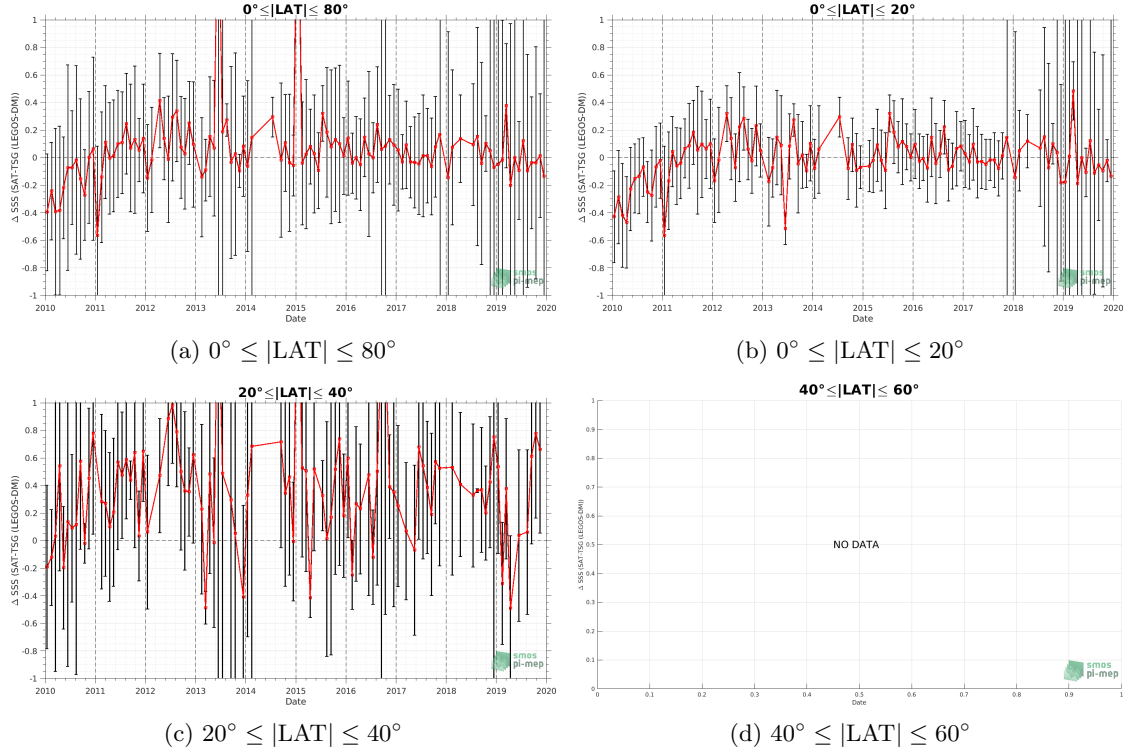 0°≤|LAT|≤ 80°
Δ SSS (SAT-TSG (LEGOS-DMI))
1
0.8
0.6
0.4
0.2
0
-0.2
-0.4
-0.6
-0.8
-1
2010 2011 2012 2013 2014 2015 2016 2017 2018 2019 2020
Date
smos
pi-mep
(a) 0° ≤ |LAT| ≤ 80°
0°≤|LAT|≤ 20°
Δ SSS (SAT-TSG (LEGOS-DMI))
1
0.8
0.6
0.4
0.2
0
-0.2
-0.4
-0.6
-0.8
-1
2010 2011 2012 2013 2014 2015 2016 2017 2018 2019 2020
Date
smos
pi-mep
(b) 0° ≤ |LAT| ≤ 20°
20°≤|LAT|≤ 40°
Δ SSS (SAT-TSG (LEGOS-DMI))
1
0.8
0.6
0.4
0.2
0
-0.2
-0.4
-0.6
-0.8
-1
2010 2011 2012 2013 2014 2015 2016 2017 2018 2019 2020
Date
smos
pi-mep
(c) 20° ≤ |LAT| ≤ 40°
40°≤|LAT|≤ 60°
Δ SSS (SAT-TSG (LEGOS-DMI))
1
0.9
0.8
0.7
0.6
0.5
0.4
0.3
0.2
0.1
0
NO DATA
0 0.1 0.2 0.3 0.4 0.5 0.6 0.7 0.8 0.9 1
Date
smos
pi-mep
(d) 40° ≤ |LAT| ≤ 60°